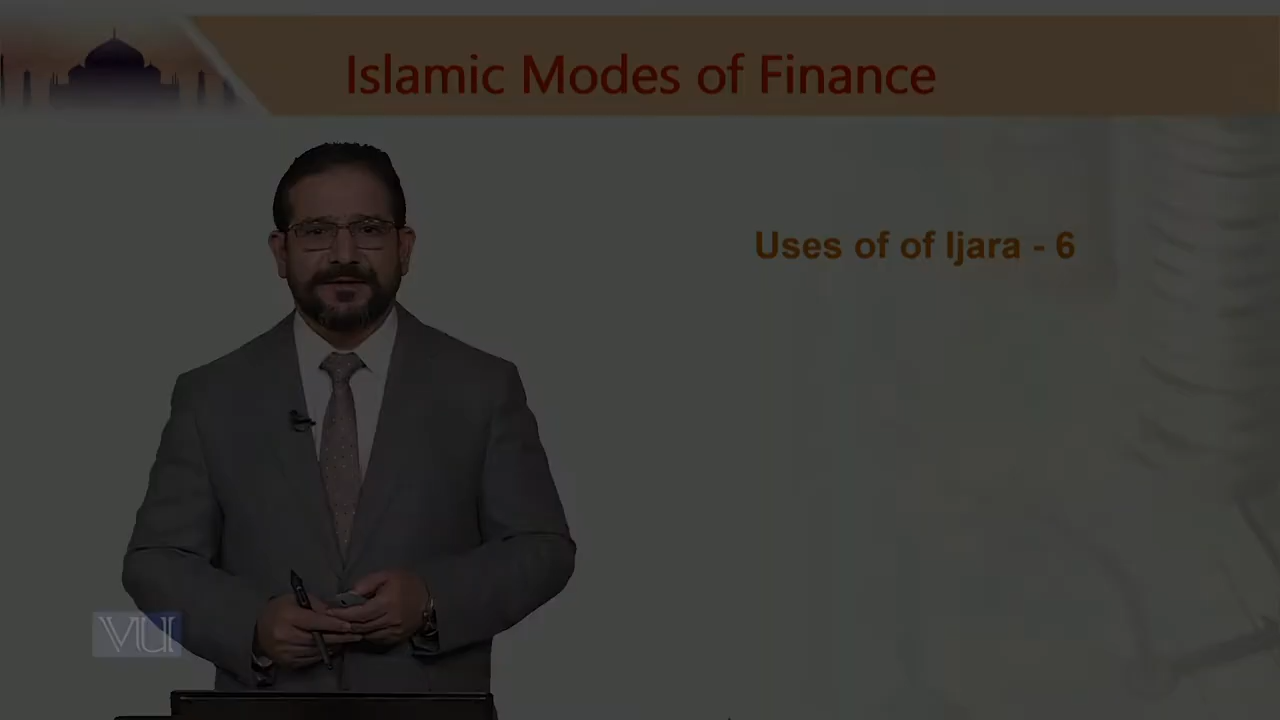 Islamic Modes of Finance
Uses of of Ijara - 6
VU